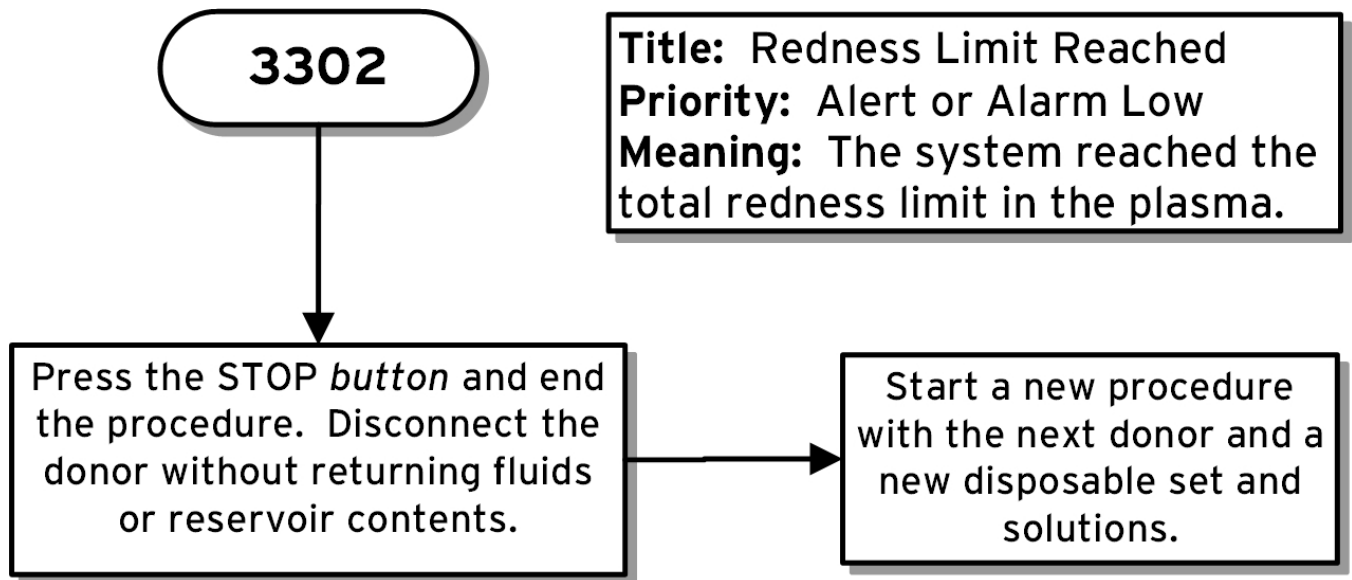 3302
Title: Redness Limit Reached
Priority: Alert or Alarm Low
Meaning: The system reached the
total redness limit in the plasma.
Press the STOP button and end
the procedure. Disconnect the
donor without returning fluids
or reservoir contents.
Start a new procedure
with the next donor and a
new disposable set and
solutions.